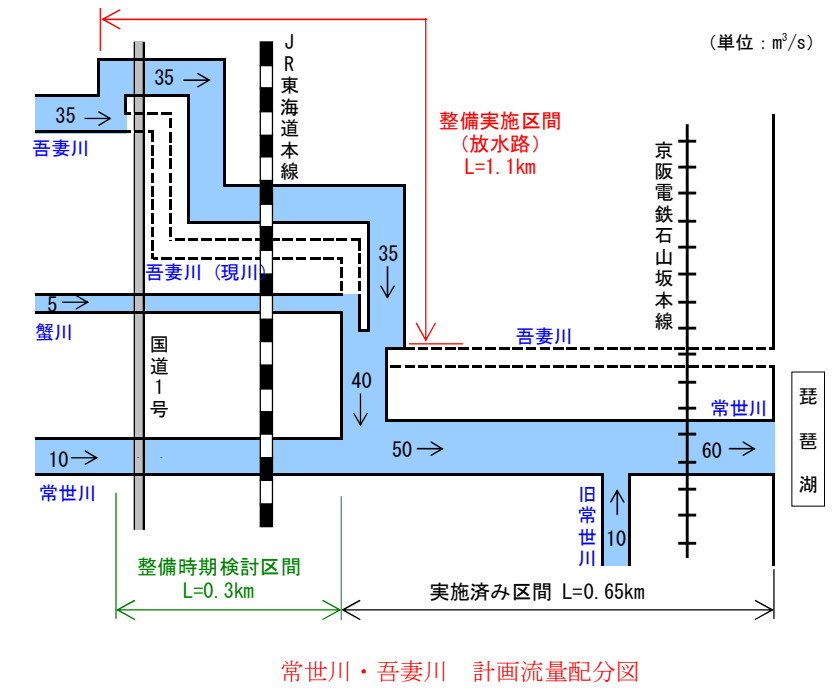 (単位：m³/s)
JR東海道本線
35
35
吾妻川
整備実施区間
(放水路)
L=1.1km
京阪電鉄石山坂本線
35
吾妻川 (現川)
5
蟹川
国道1号
吾妻川
40
常世川
琵琶湖
50
60
10
常世川
旧常世川
10
整備時期検討区間
L=0.3km
実施済み区間 L=0.65km
常世川・吾妻川　計画流量配分図